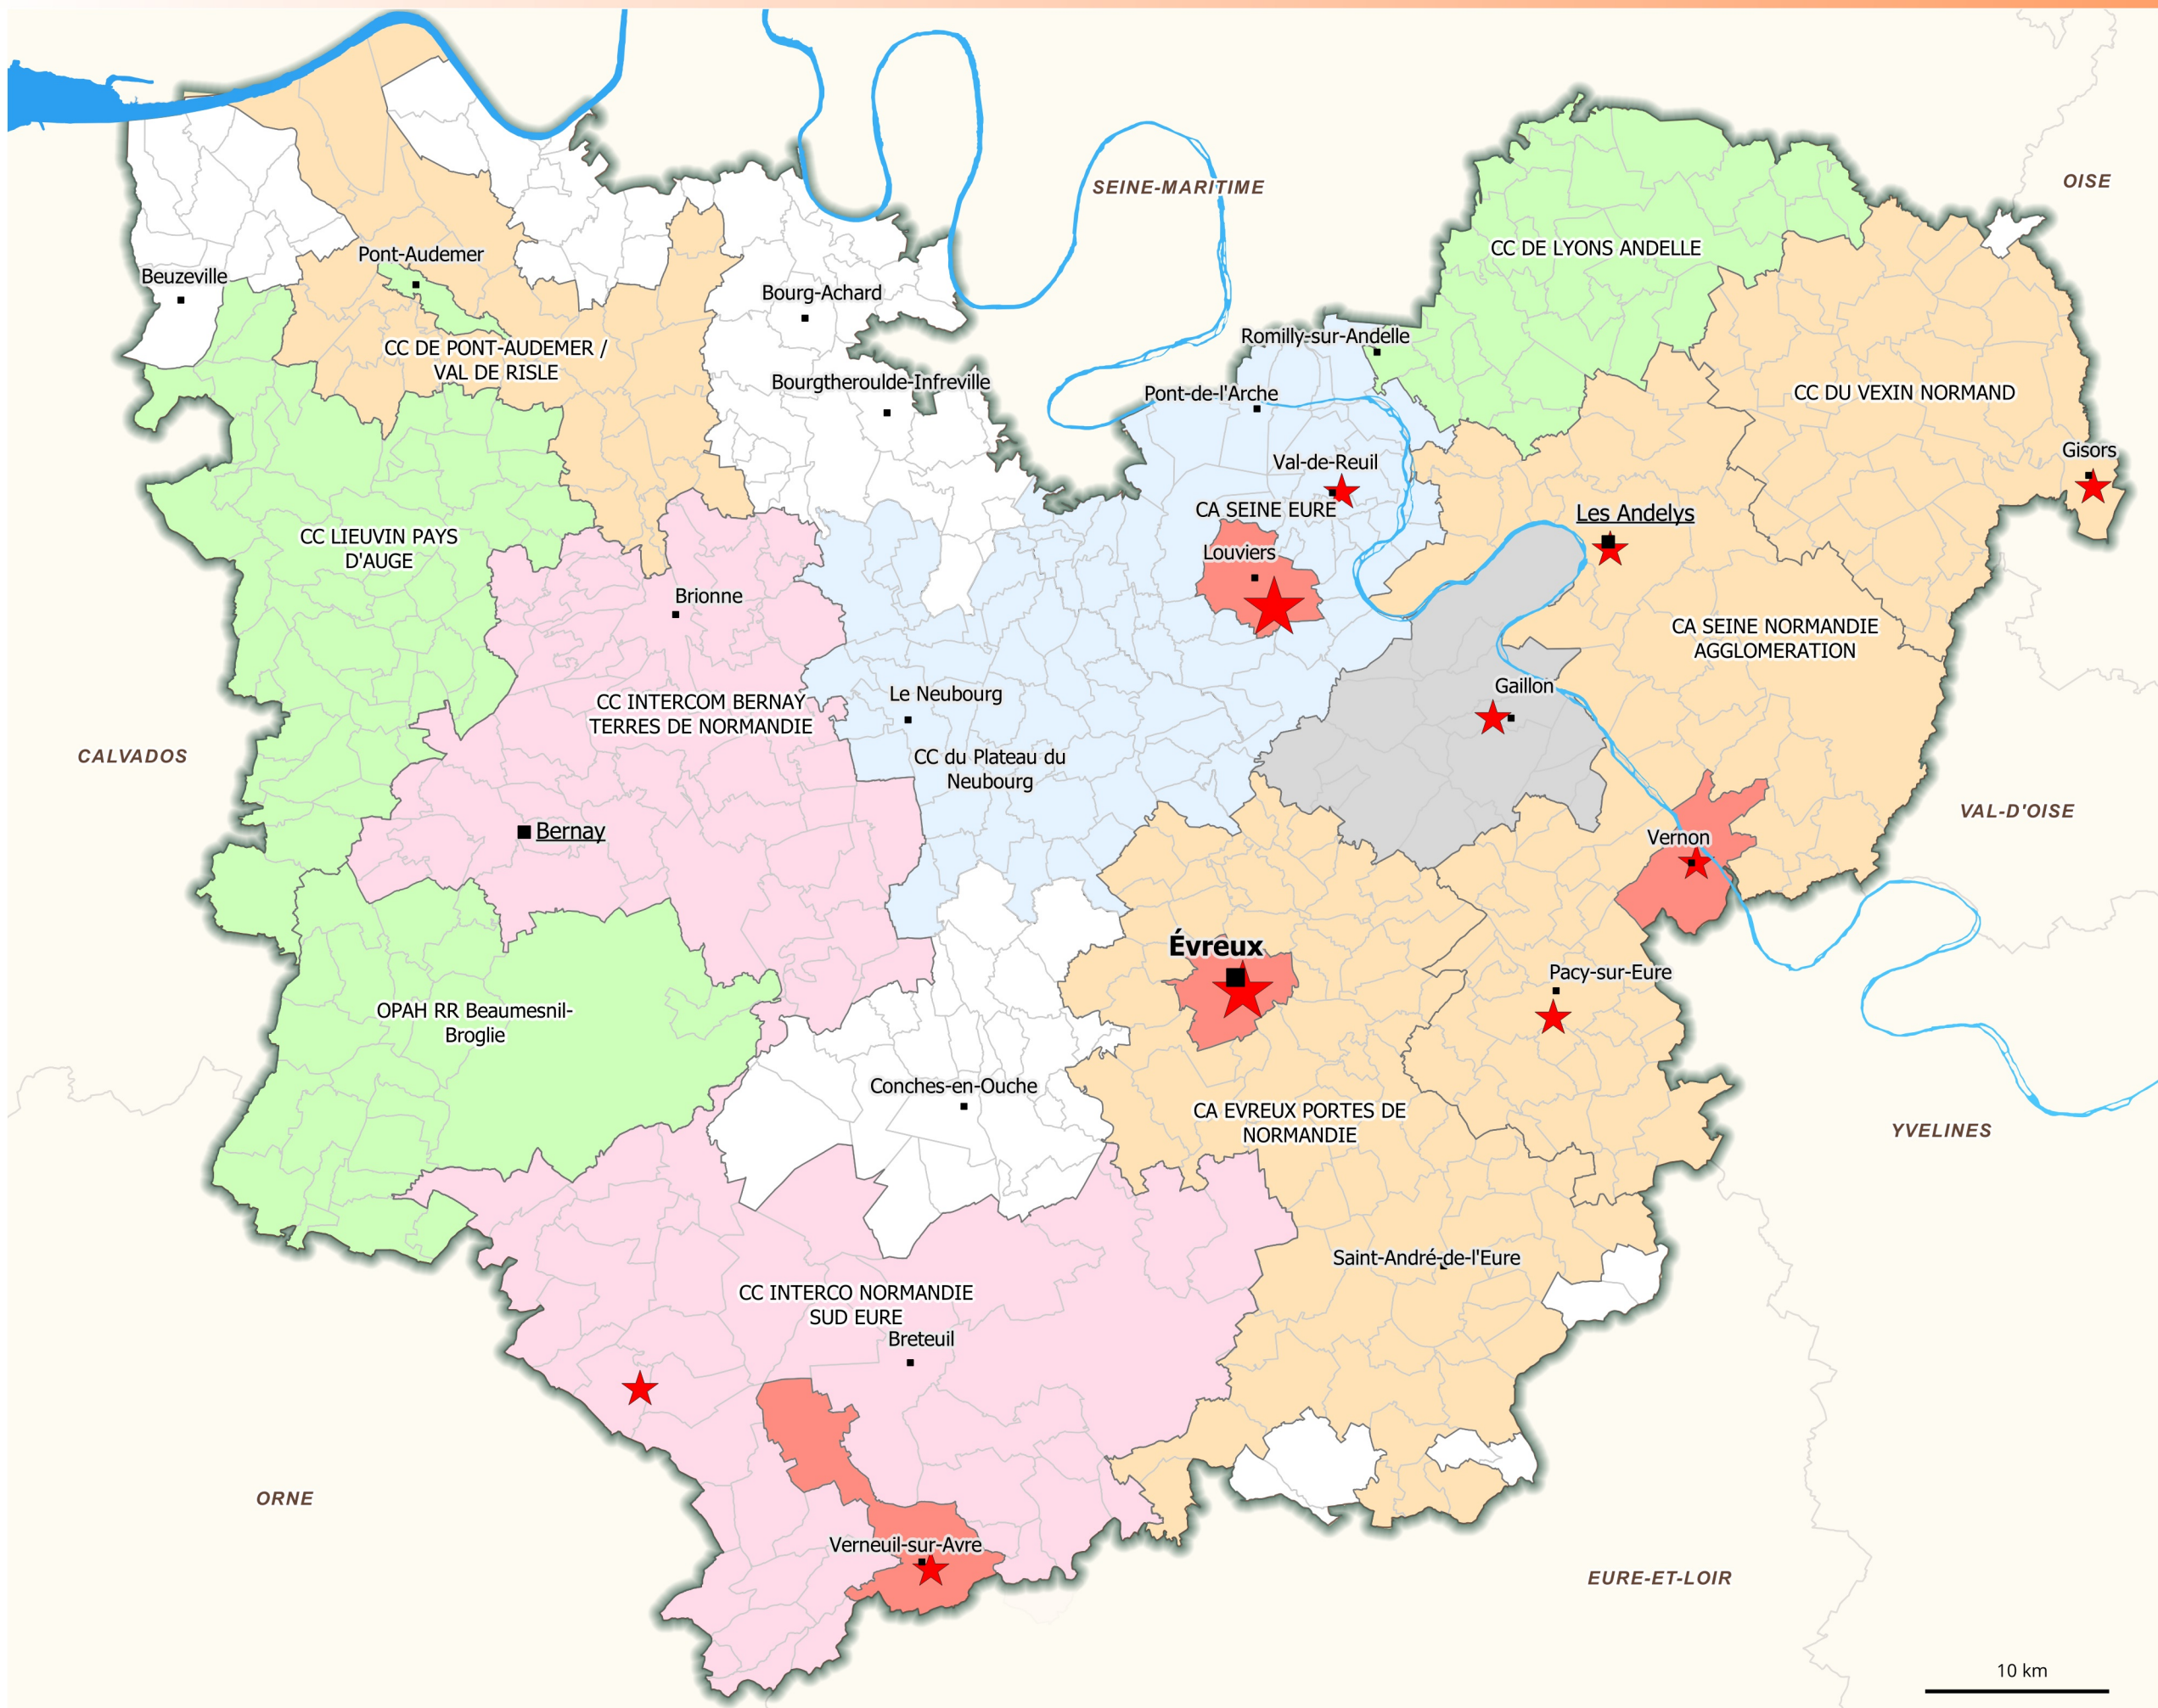 SEINE-MARITIME
OISE
CC DE LYONS ANDELLE
Pont-Audemer
Beuzeville
Bourg-Achard
Romilly-sur-Andelle
CC DE PONT-AUDEMER /
VAL DE RISLE
Bourgtheroulde-Infreville
Pont-de-l'Arche
CC DU VEXIN NORMAND
Gisors
Val-de-Reuil
CA SEINE EURE
Les Andelys
CC LIEUVIN PAYS
D'AUGE
Louviers
Brionne
CA SEINE NORMANDIE
AGGLOMERATION
Gaillon
Le Neubourg
CC INTERCOM BERNAY
TERRES DE NORMANDIE
CALVADOS
CC du Plateau du
Neubourg
VAL-D'OISE
Bernay
Vernon
Évreux
Pacy-sur-Eure
OPAH RR Beaumesnil-
Broglie
Conches-en-Ouche
CA EVREUX PORTES DE
NORMANDIE
YVELINES
Saint-André-de-l'Eure
CC INTERCO NORMANDIE
SUD EURE
Breteuil
ORNE
Verneuil-sur-Avre
EURE-ET-LOIR
10 km